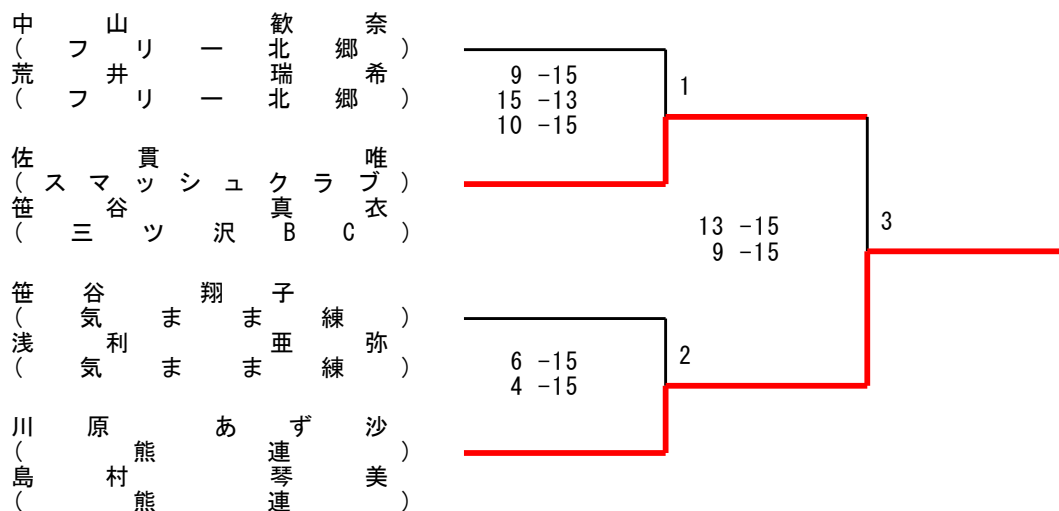 中山 歓奈
(フリー北郷)
荒井 瑞希
(フリー北郷)
9 -15
15 -13
10 -15
1
佐貫 唯
(スマッシュクラブ)
笹谷 真衣
(三ツ沢BC)
13 -15
9 -15
3
笹谷 翔子
(気まま練)
浅利 亜弥
(気まま練)
6 -15
4 -15
2
川原 あず沙
(熊連)
島村 琴美
(熊連)